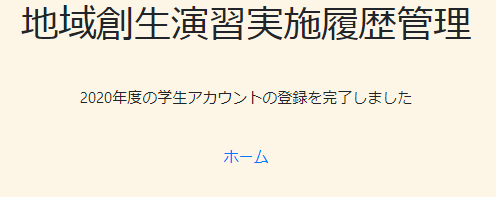 地域創生演習実施履歴管理
2020年度の学生アカウントの登録を完了しました
ホーム